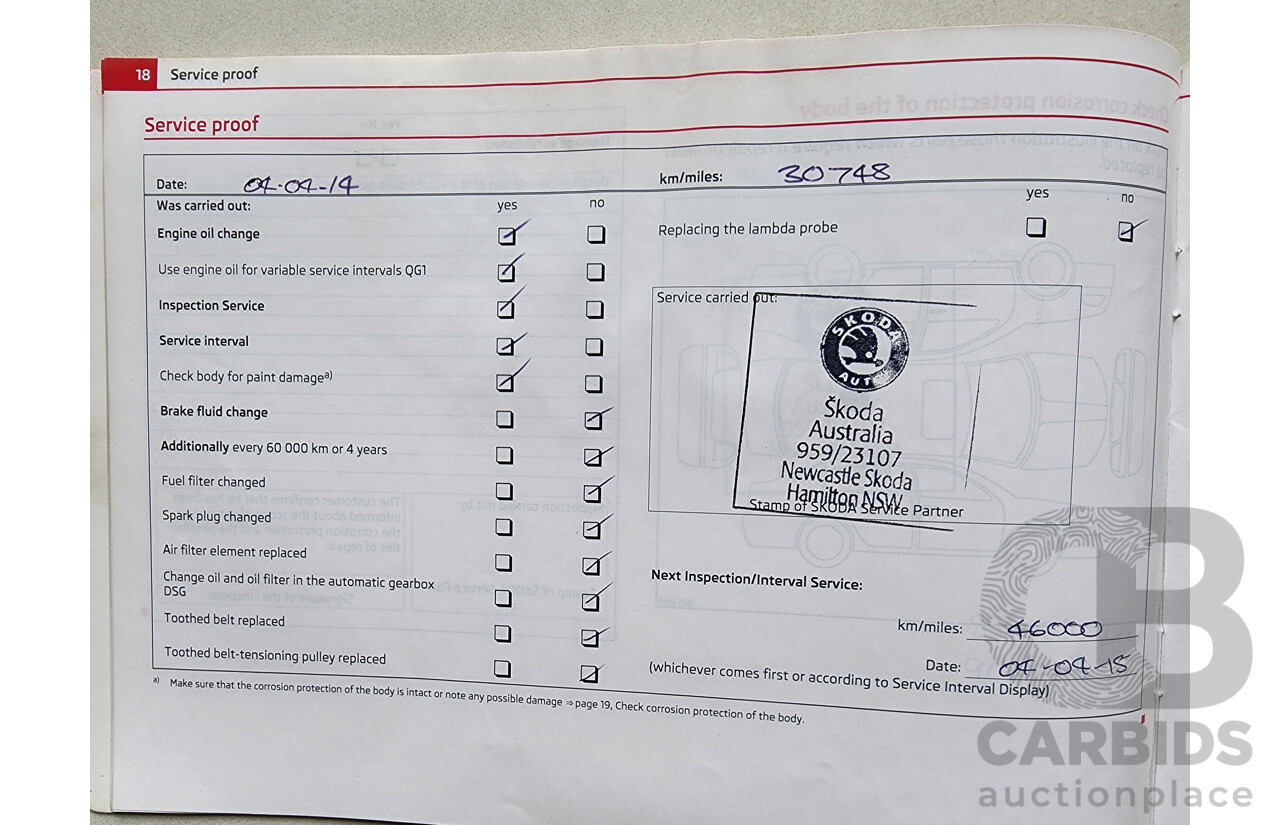 18 Service proof
Service proof
Date: 04-04-14 km/miles: 30748
Was carried out: yes no yes no
Engine oil change
Replacing the lambda probe
Use engine oil for variable service intervals QG1
Inspection Service
Service interval
Check body for paint damage a)
Brake fluid change
Additionally every 60 000 km or 4 years
Fuel filter changed
Spark plug changed
Air filter element replaced
Change oil and oil filter in the automatic gearbox
DSG
Toothed belt replaced
Toothed belt-tensioning pulley replaced
Service carried out:
SKODA
AUTO
Škoda
Australia
959/23107
Newcastle Skoda
Hamilton NSW
Stamp of ŠKODA Service Partner
Next Inspection/Interval Service:
km/miles: 46000
Date: 04-04-15
(whichever comes first or according to Service Interval Display)
a) Make sure that the corrosion protection of the body is intact or note any possible damage ⇒ page 19, Check corrosion protection of the body.
CARBIDS
auctionplace